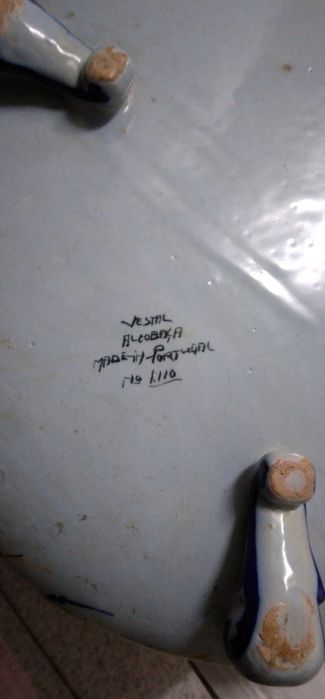 VESTAL
ALCOBAÇA
MADE IN PORTUGAL
Nº 1.110